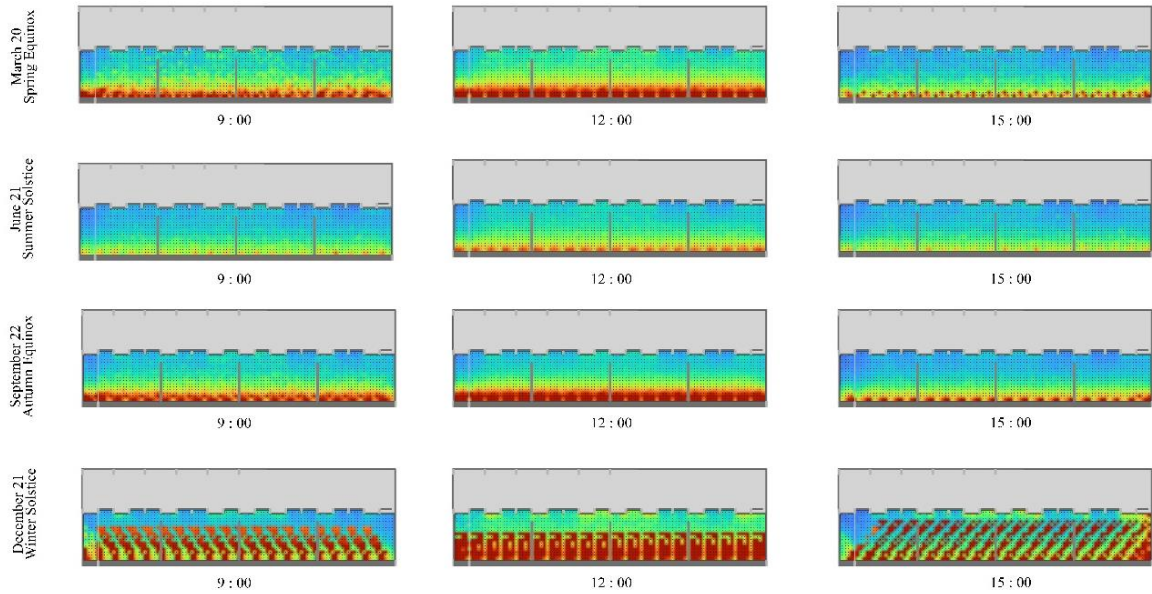 March 20
Spring Equinox
9 : 00
12 : 00
15 : 00
June 21
Summer Solstice
9 : 00
12 : 00
15 : 00
September 22
Autumn Equinox
9 : 00
12 : 00
15 : 00
December 21
Winter Solstice
9 : 00
12 : 00
15 : 00